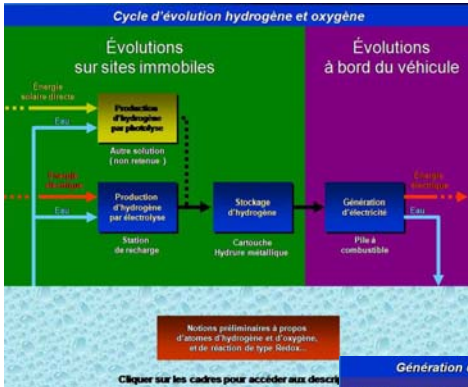 Cycle d'évolution hydrogène et oxygène
Évolutions
sur sites immobiles
Évolutions
à bord du véhicule
Énergie
solaire directe
Eau
Production
d'hydrogène
par photolyse
Autre solution
( non retenue )
Énergie
électrique
Eau
Production
d'hydrogène
par électrolyse
Station
de recharge
Stockage
d'hydrogène
Cartouche
Hydrure métallique
Génération
d'électricité
Pile à
combustible
Énergie
électrique
Eau
Notions préliminaires à propos
d'atomes d'hydrogène et d'oxygène,
et de réaction de type Redox...
Cliquer sur les cadres pour accéder aux descrip
Génération